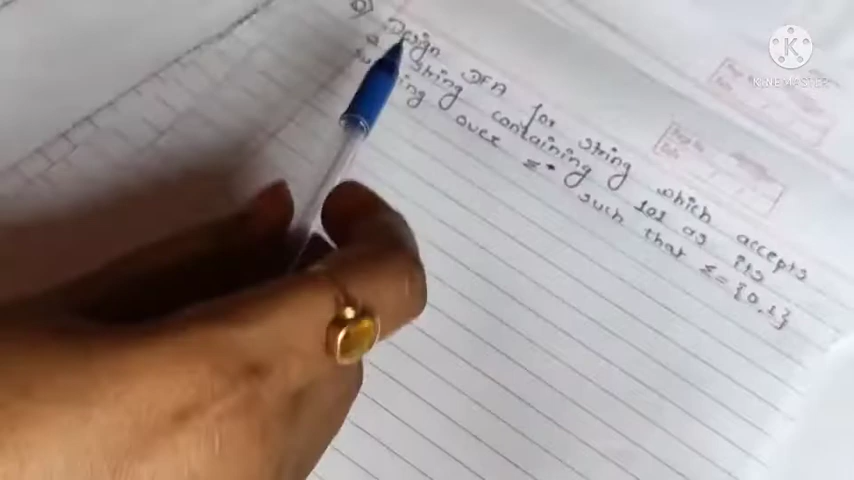 Q) Design DFA for string which accepts
a string containing 101 as its
substring over Σ* such that Σ={0,1}
KINEMASTER